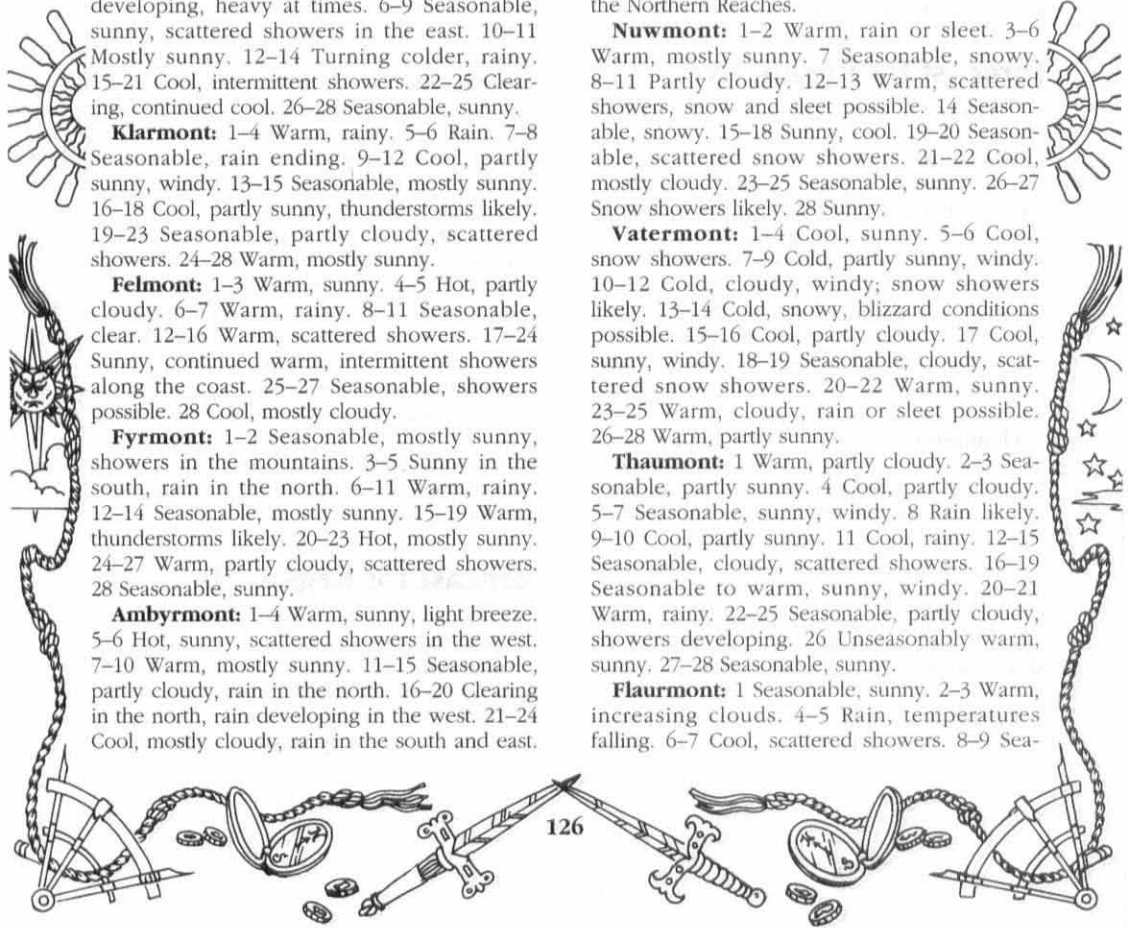 developing, heavy at times. 6–9 Seasonable,
sunny, scattered showers in the east. 10–11
Mostly sunny. 12–14 Turning colder, rainy.
15–21 Cool, intermittent showers. 22–25 Clear-
ing, continued cool. 26–28 Seasonable, sunny.
Klarmont: 1–4 Warm, rainy. 5–6 Rain. 7–8
Seasonable, rain ending. 9–12 Cool, partly
sunny, windy. 13–15 Seasonable, mostly sunny.
16–18 Cool, partly sunny, thunderstorms likely.
19–23 Seasonable, partly cloudy, scattered
showers. 24–28 Warm, mostly sunny.
Felmont: 1–3 Warm, sunny. 4–5 Hot, partly
cloudy. 6–7 Warm, rainy. 8–11 Seasonable,
clear. 12–16 Warm, scattered showers. 17–24
Sunny, continued warm, intermittent showers
along the coast. 25–27 Seasonable, showers
possible. 28 Cool, mostly cloudy.
Fyrmont: 1–2 Seasonable, mostly sunny,
showers in the mountains. 3–5 Sunny in the
south, rain in the north. 6–11 Warm, rainy.
12–14 Seasonable, mostly sunny. 15–19 Warm,
thunderstorms likely. 20–23 Hot, mostly sunny.
24–27 Warm, partly cloudy, scattered showers.
28 Seasonable, sunny.
Ambyrmont: 1–4 Warm, sunny, light breeze.
5–6 Hot, sunny, scattered showers in the west.
7–10 Warm, mostly sunny. 11–15 Seasonable,
partly cloudy, rain in the north. 16–20 Clearing
in the north, rain developing in the west. 21–24
Cool, mostly cloudy, rain in the south and east.
the Northern Reaches.
Nuwmont: 1–2 Warm, rain or sleet. 3–6
Warm, mostly sunny. 7 Seasonable, snowy.
8–11 Partly cloudy. 12–13 Warm, scattered
showers, snow and sleet possible. 14 Season-
able, snowy. 15–18 Sunny, cool. 19–20 Season-
able, scattered snow showers. 21–22 Cool,
mostly cloudy. 23–25 Seasonable, sunny. 26–27
Snow showers likely. 28 Sunny.
Vatermont: 1–4 Cool, sunny. 5–6 Cool,
snow showers. 7–9 Cold, partly sunny, windy.
10–12 Cold, cloudy, windy; snow showers
likely. 13–14 Cold, snowy, blizzard conditions
possible. 15–16 Cool, partly cloudy. 17 Cool,
sunny, windy. 18–19 Seasonable, cloudy, scat-
tered snow showers. 20–22 Warm, sunny.
23–25 Warm, cloudy, rain or sleet possible.
26–28 Warm, partly sunny.
Thaumont: 1 Warm, partly cloudy. 2–3 Sea-
sonable, partly sunny. 4 Cool, partly cloudy.
5–7 Seasonable, sunny, windy. 8 Rain likely.
9–10 Cool, partly sunny. 11 Cool, rainy. 12–15
Seasonable, cloudy, scattered showers. 16–19
Seasonable to warm, sunny, windy. 20–21
Warm, rainy. 22–25 Seasonable, partly cloudy,
showers developing. 26 Unseasonably warm,
sunny. 27–28 Seasonable, sunny.
Flaurmont: 1 Seasonable, sunny. 2–3 Warm,
increasing clouds. 4–5 Rain, temperatures
falling. 6–7 Cool, scattered showers. 8–9 Sea-
126